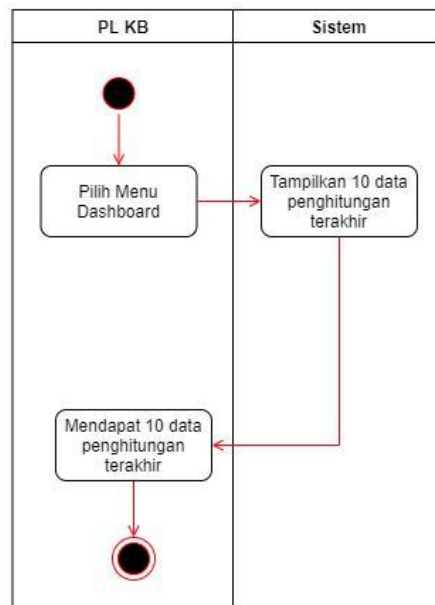 PL KB
Sistem
Pilih Menu
Dashboard
Tampilkan 10 data
penghitungan
terakhir
Mendapat 10 data
penghitungan
terakhir